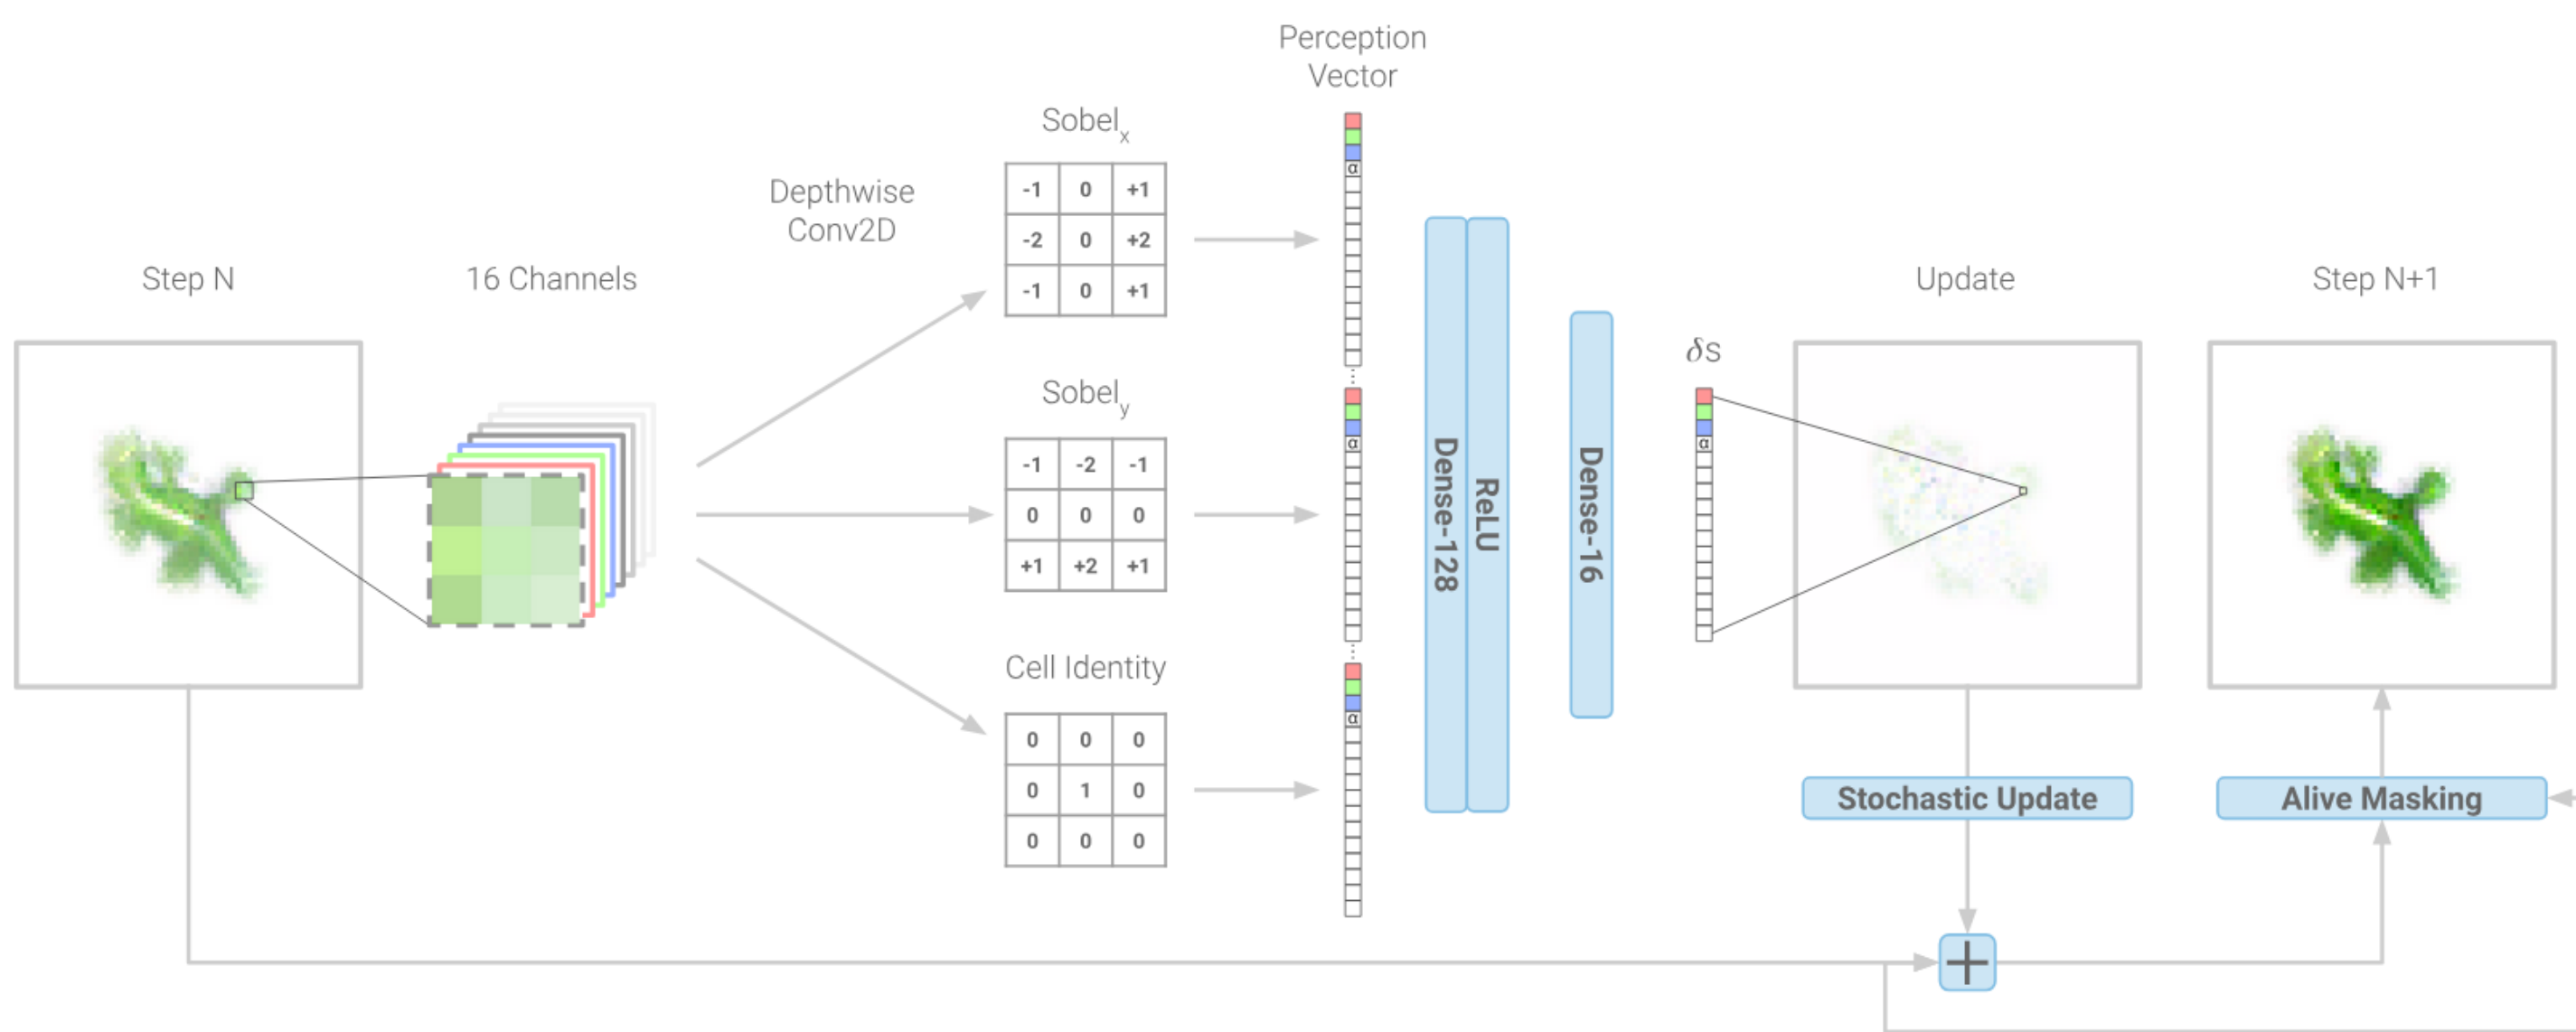 Step N
16 Channels
Depthwise
Conv2D
Sobelx
-1 0 +1
-2 0 +2
-1 0 +1
Sobely
-1 -2 -1
0 0 0
+1 +2 +1
Cell Identity
0 0 0
0 1 0
0 0 0
Perception
Vector
α
α
α
Dense-128
ReLU
Dense-16
δs
α
Update
Stochastic Update
+
Step N+1
Alive Masking